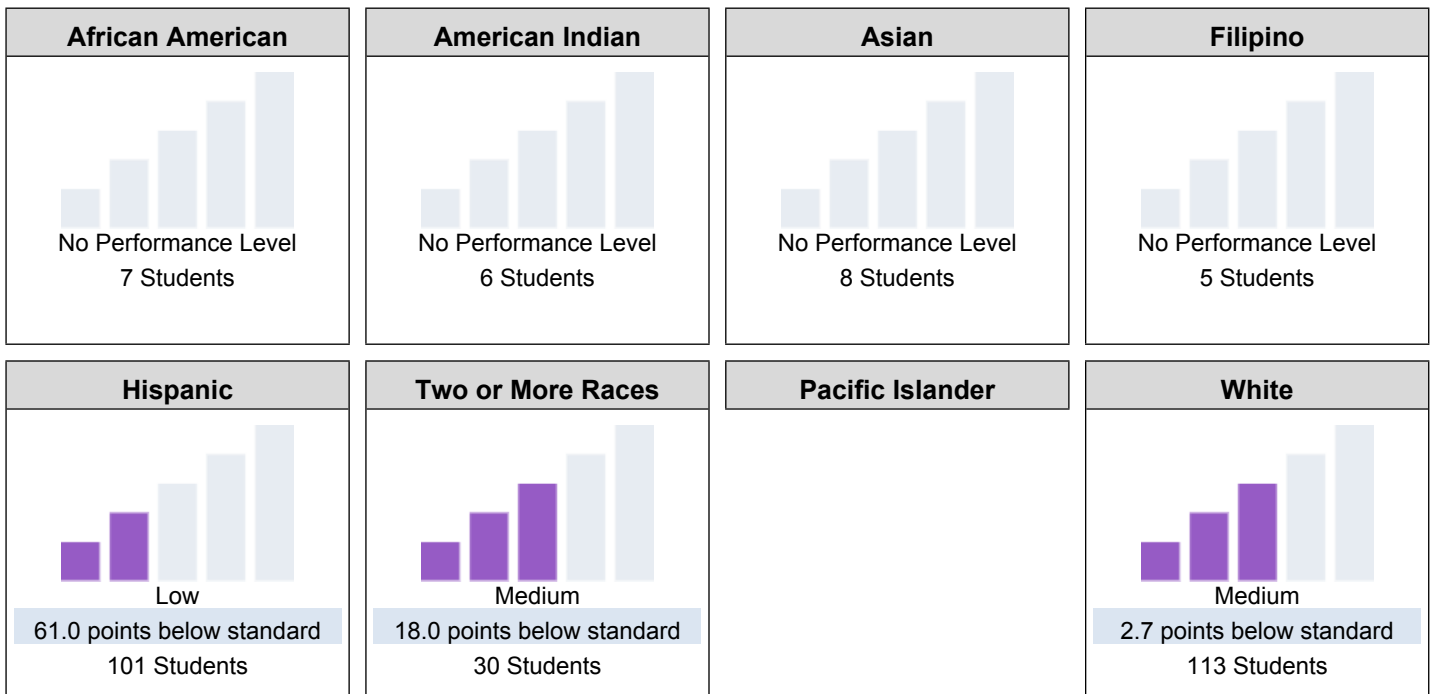 African American
No Performance Level
7 Students
American Indian
No Performance Level
6 Students
Asian
No Performance Level
8 Students
Filipino
No Performance Level
5 Students
Hispanic
Low
61.0 points below standard
101 Students
Two or More Races
Medium
18.0 points below standard
30 Students
Pacific Islander
White
Medium
2.7 points below standard
113 Students